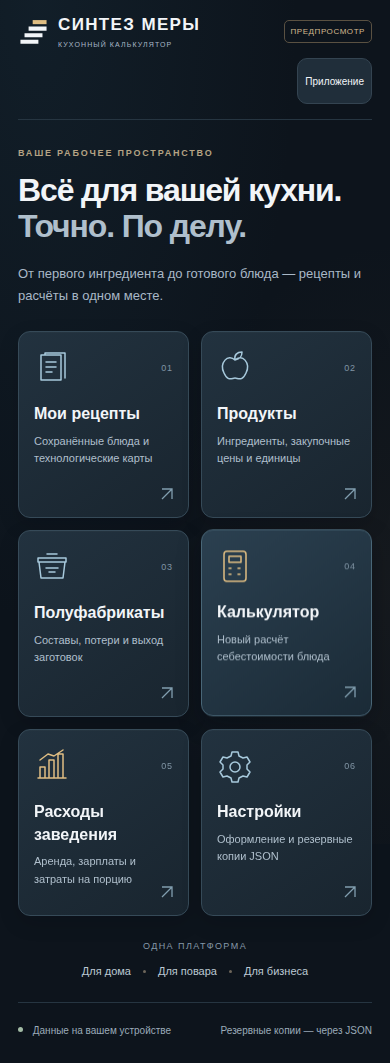 СИНТЕЗ МЕРЫ
КУХОННЫЙ КАЛЬКУЛЯТОР
ПРЕДПРОСМОТР
Приложение
ВАШЕ РАБОЧЕЕ ПРОСТРАНСТВО
Всё для вашей кухни.
Точно. По делу.
От первого ингредиента до готового блюда — рецепты и
расчёты в одном месте.
01
Мои рецепты
Сохранённые блюда и
технологические карты
02
Продукты
Ингредиенты, закупочные
цены и единицы
03
Полуфабрикаты
Составы, потери и выход
заготовок
04
Калькулятор
Новый расчёт
себестоимости блюда
05
Расходы
заведения
Аренда, зарплаты и
затраты на порцию
06
Настройки
Оформление и резервные
копии JSON
ОДНА ПЛАТФОРМА
Для дома • Для повара • Для бизнеса
Данные на вашем устройстве
Резервные копии — через JSON